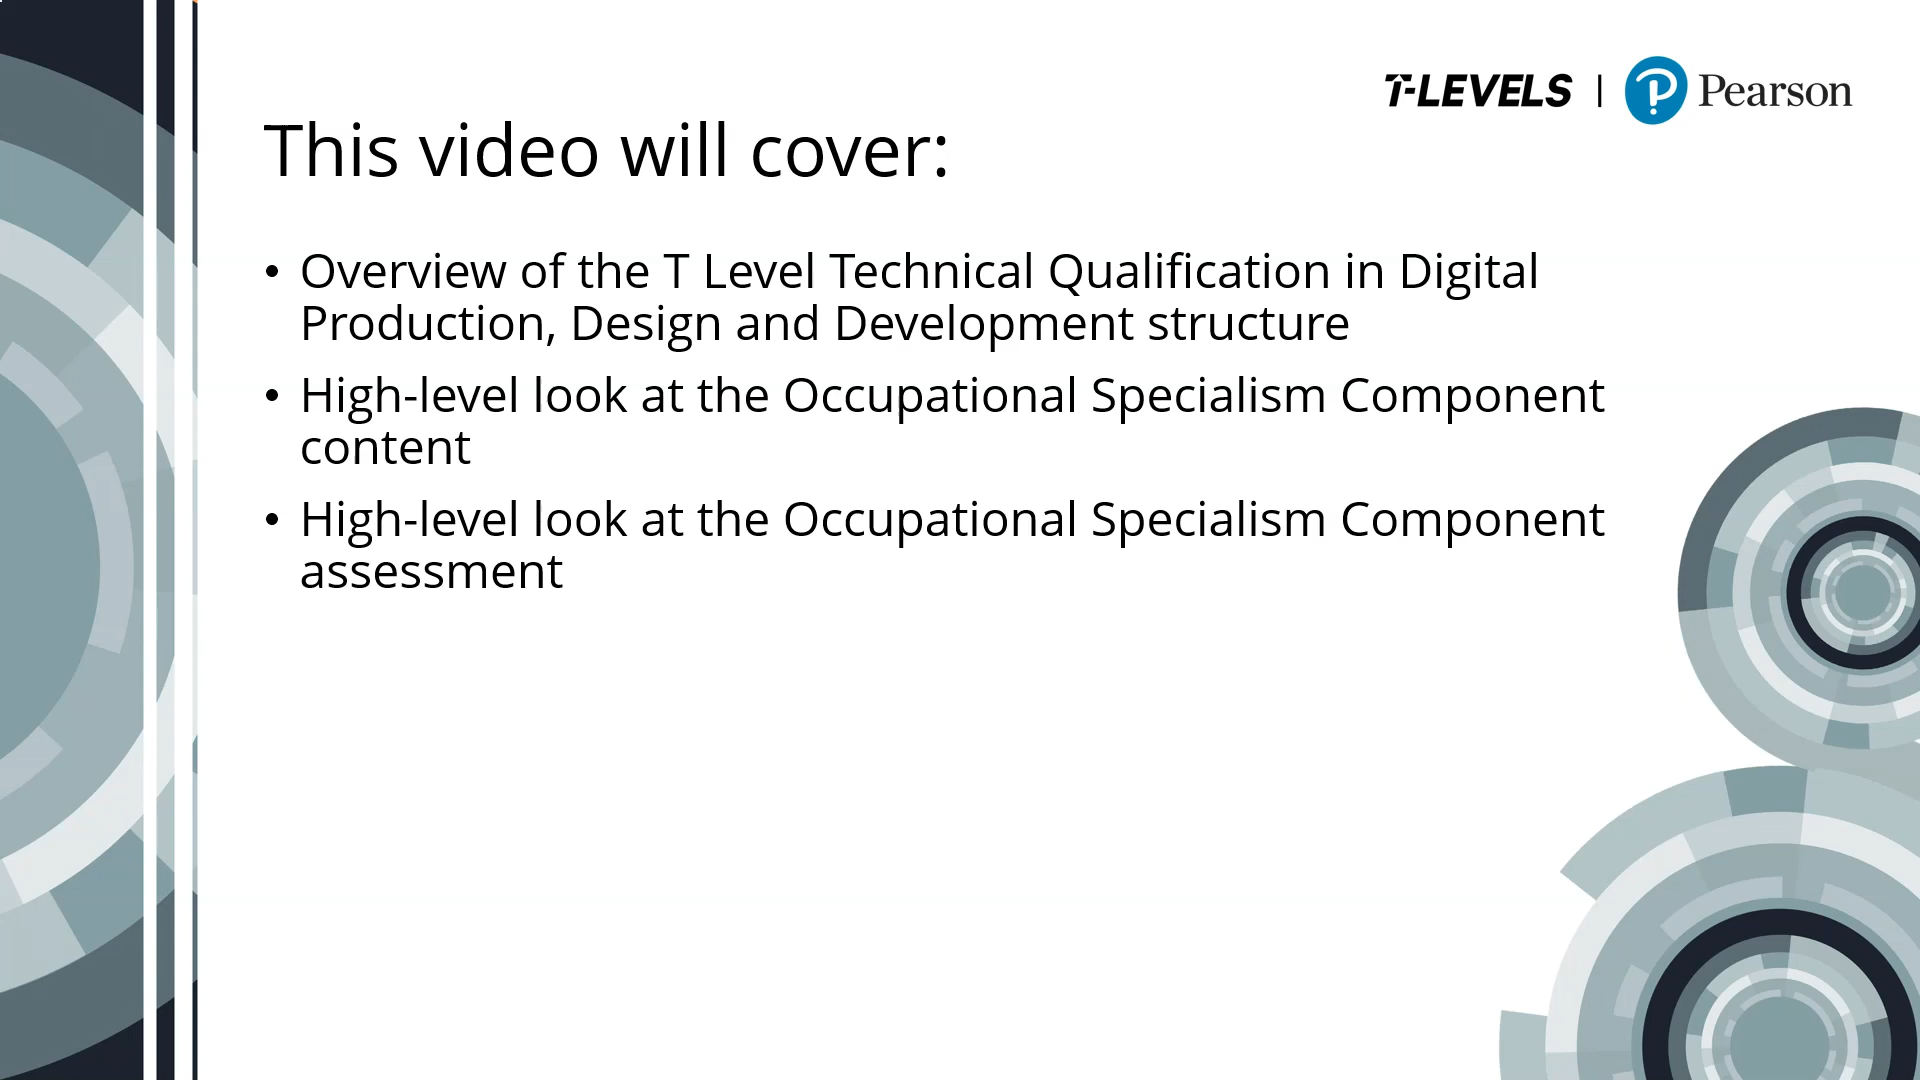 T-LEVELS | Pearson
This video will cover:
• Overview of the T Level Technical Qualification in Digital
Production, Design and Development structure
• High-level look at the Occupational Specialism Component
content
• High-level look at the Occupational Specialism Component
assessment